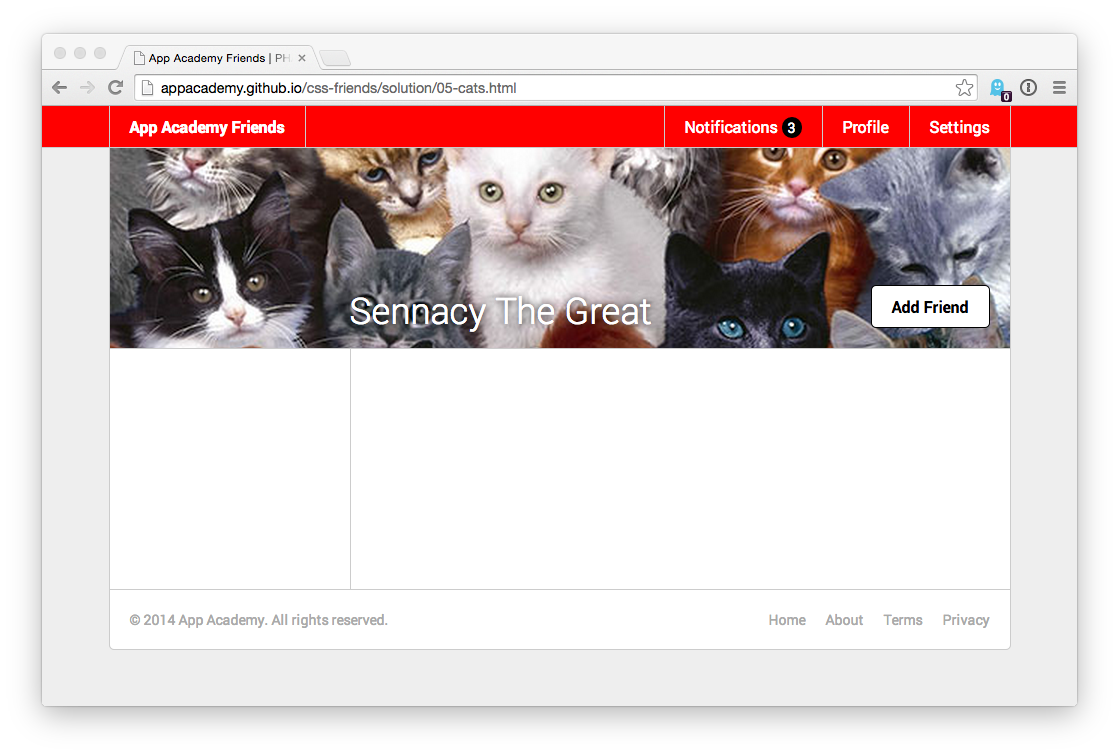 App Academy Friends | PH
appacademy.github.io/css-friends/solution/05-cats.html
0
App Academy Friends Notifications 3 Profile Settings
Sennacy The Great
Add Friend
© 2014 App Academy. All rights reserved. Home About Terms Privacy